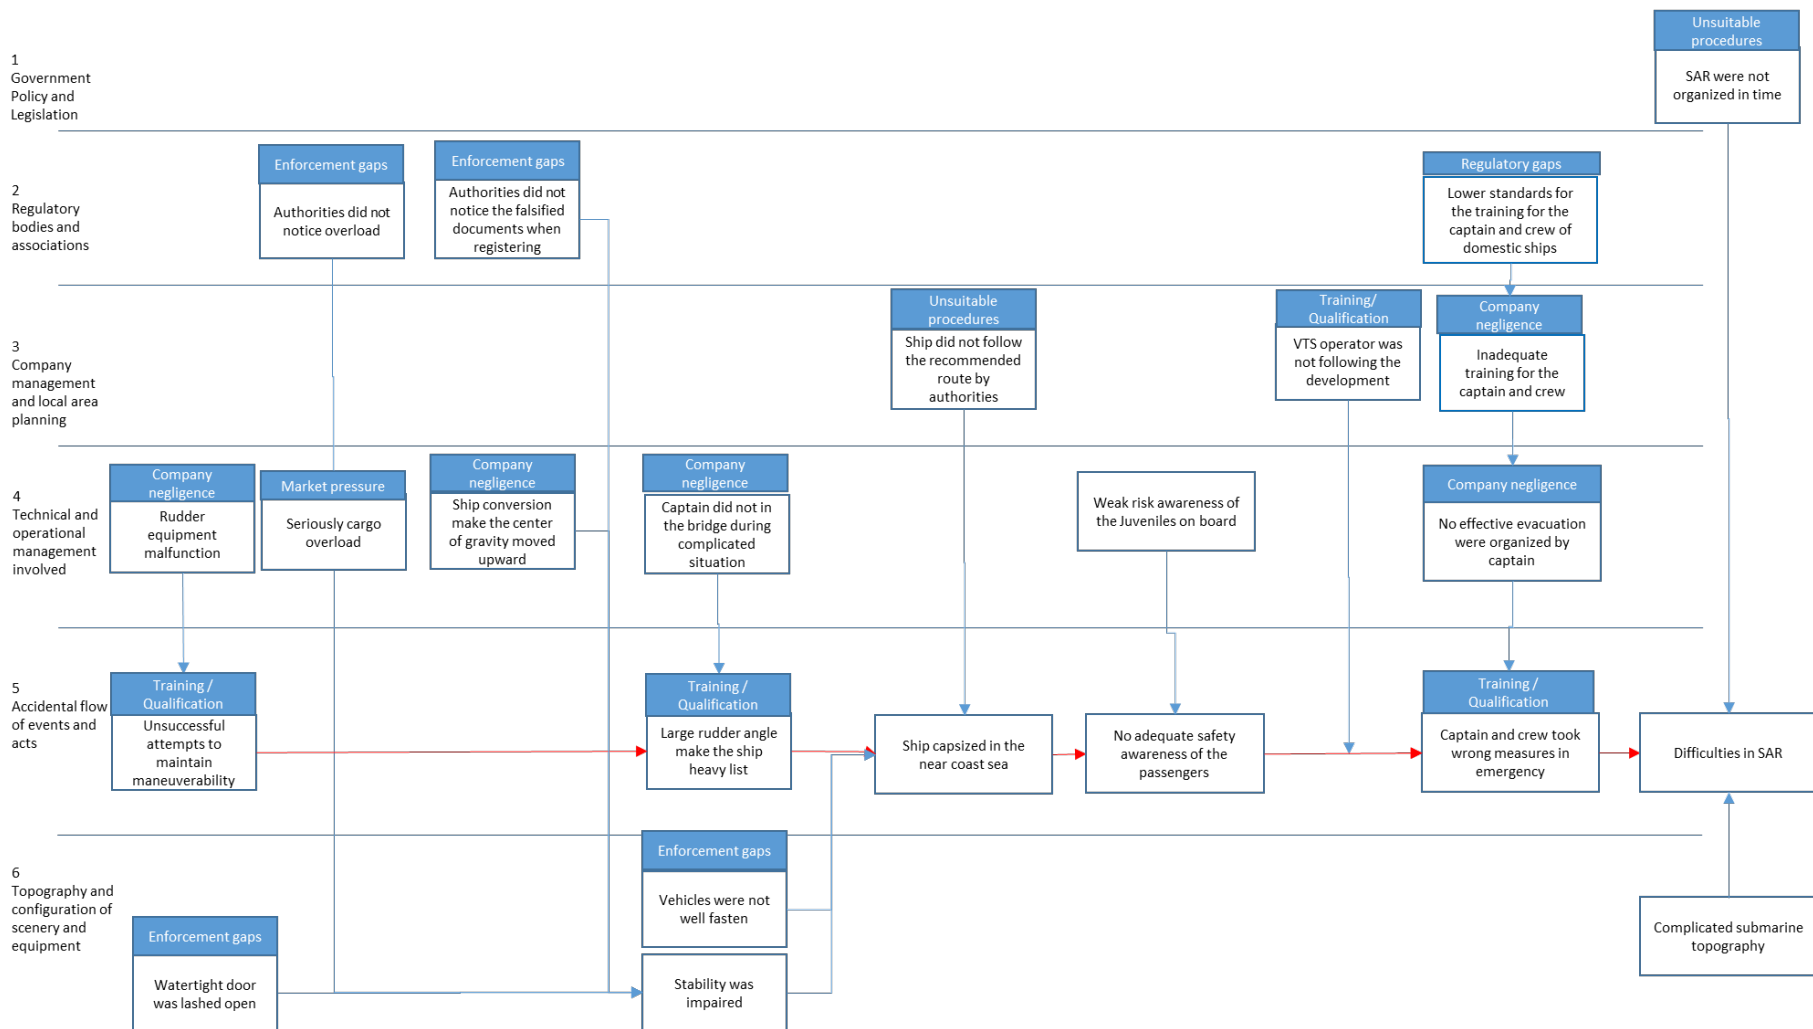 1
Government
Policy and
Legislation
Unsuitable
procedures
SAR were not
organized in time
2
Regulatory
bodies and
associations
Enforcement gaps
Authorities did not
notice overload
Enforcement gaps
Authorities did not
notice the falsified
documents when
registering
Regulatory gaps
Lower standards for
the training for the
captain and crew of
domestic ships
3
Company
management
and local area
planning
Unsuitable
procedures
Ship did not follow
the recommended
route by
authorities
Training/
Qualification
VTS operator was
not following the
development
Company
negligence
Inadequate
training for the
captain and crew
4
Technical and
operational
management
involved
Company
negligence
Rudder
equipment
malfunction
Market pressure
Seriously cargo
overload
Company
negligence
Ship conversion
make the center
of gravity moved
upward
Company
negligence
Captain did not in
the bridge during
complicated
situation
Weak risk awareness of
the Juveniles on board
Company negligence
No effective evacuation
were organized by
captain
5
Accidental flow
of events and
acts
Training /
Qualification
Unsuccessful
attempts to
maintain
maneuverability
Training /
Qualification
Large rudder angle
make the ship
heavy list
Ship capsized in the
near coast sea
No adequate safety
awareness of the
passengers
Training /
Qualification
Captain and crew took
wrong measures in
emergency
Difficulties in SAR
6
Topography and
configuration of
scenery and
equipment
Enforcement gaps
Watertight door
was lashed open
Enforcement gaps
Vehicles were not
well fasten
Stability was
impaired
Complicated submarine
topography